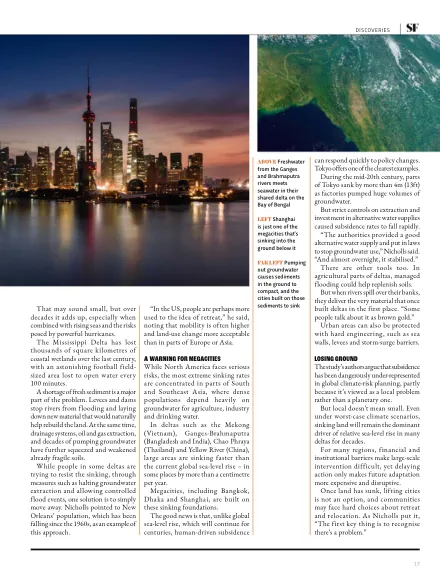 DISCOVERIES
SF
ABOVE Freshwater
from the Ganges
and Brahmaputra
rivers meets
seawater in their
shared delta on the
Bay of Bengal
LEFT Shanghai
is just one of the
megacities that's
sinking into the
ground below it
FAR LEFT Pumping
out groundwater
causes sediments
in the ground to
compact, and the
cities built on those
sediments to sink
That may sound small, but over
decades it adds up, especially when
combined with rising seas and the risks
posed by powerful hurricanes.
The Mississippi Delta has lost
thousands of square kilometres of
coastal wetlands over the last century,
with an astonishing football field-
sized area lost to open water every
100 minutes.
A shortage of fresh sediment is a major
part of the problem. Levees and dams
stop rivers from flooding and laying
down new material that would naturally
help rebuild the land. At the same time,
drainage systems, oil and gas extraction,
and decades of pumping groundwater
have further squeezed and weakened
already fragile soils.
While people in some deltas are
trying to resist the sinking, through
measures such as halting groundwater
extraction and allowing controlled
flood events, one solution is to simply
move away. Nicholls pointed to New
Orleans' population, which has been
falling since the 1960s, as an example of
this approach.
"In the US, people are perhaps more
used to the idea of retreat," he said,
noting that mobility is often higher
and land-use change more acceptable
than in parts of Europe or Asia.
A WARNING FOR MEGACITIES
While North America faces serious
risks, the most extreme sinking rates
are concentrated in parts of South
and Southeast Asia, where dense
populations depend heavily on
groundwater for agriculture, industry
and drinking water.
In deltas such as the Mekong
(Vietnam), Ganges-Brahmaputra
(Bangladesh and India), Chao Phraya
(Thailand) and Yellow River (China),
large areas are sinking faster than
the current global sea-level rise – in
some places by more than a centimetre
per year.
Megacities, including Bangkok,
Dhaka and Shanghai, are built on
these sinking foundations.
The good news is that, unlike global
sea-level rise, which will continue for
centuries, human-driven subsidence
can respond quickly to policy changes.
Tokyo offers one of the clearest examples.
During the mid-20th century, parts
of Tokyo sank by more than 4m (13ft)
as factories pumped huge volumes of
groundwater.
But strict controls on extraction and
investment in alternative water supplies
caused subsidence rates to fall rapidly.
"The authorities provided a good
alternative water supply and put in laws
to stop groundwater use," Nicholls said.
"And almost overnight, it stabilised."
There are other tools too. In
agricultural parts of deltas, managed
flooding could help replenish soils.
But when rivers spill over their banks,
they deliver the very material that once
built deltas in the first place. "Some
people talk about it as brown gold."
Urban areas can also be protected
with hard engineering, such as sea
walls, levees and storm-surge barriers.
LOSING GROUND
The study's authors argue that subsidence
has been dangerously underrepresented
in global climate-risk planning, partly
because it's viewed as a local problem
rather than a planetary one.
But local doesn't mean small. Even
under worst-case climate scenarios,
sinking land will remain the dominant
driver of relative sea-level rise in many
deltas for decades.
For many regions, financial and
institutional barriers make large-scale
intervention difficult, yet delaying
action only makes future adaptation
more expensive and disruptive.
Once land has sunk, lifting cities
is not an option, and communities
may face hard choices about retreat
and relocation. As Nicholls put it,
"The first key thing is to recognise
there's a problem."
17